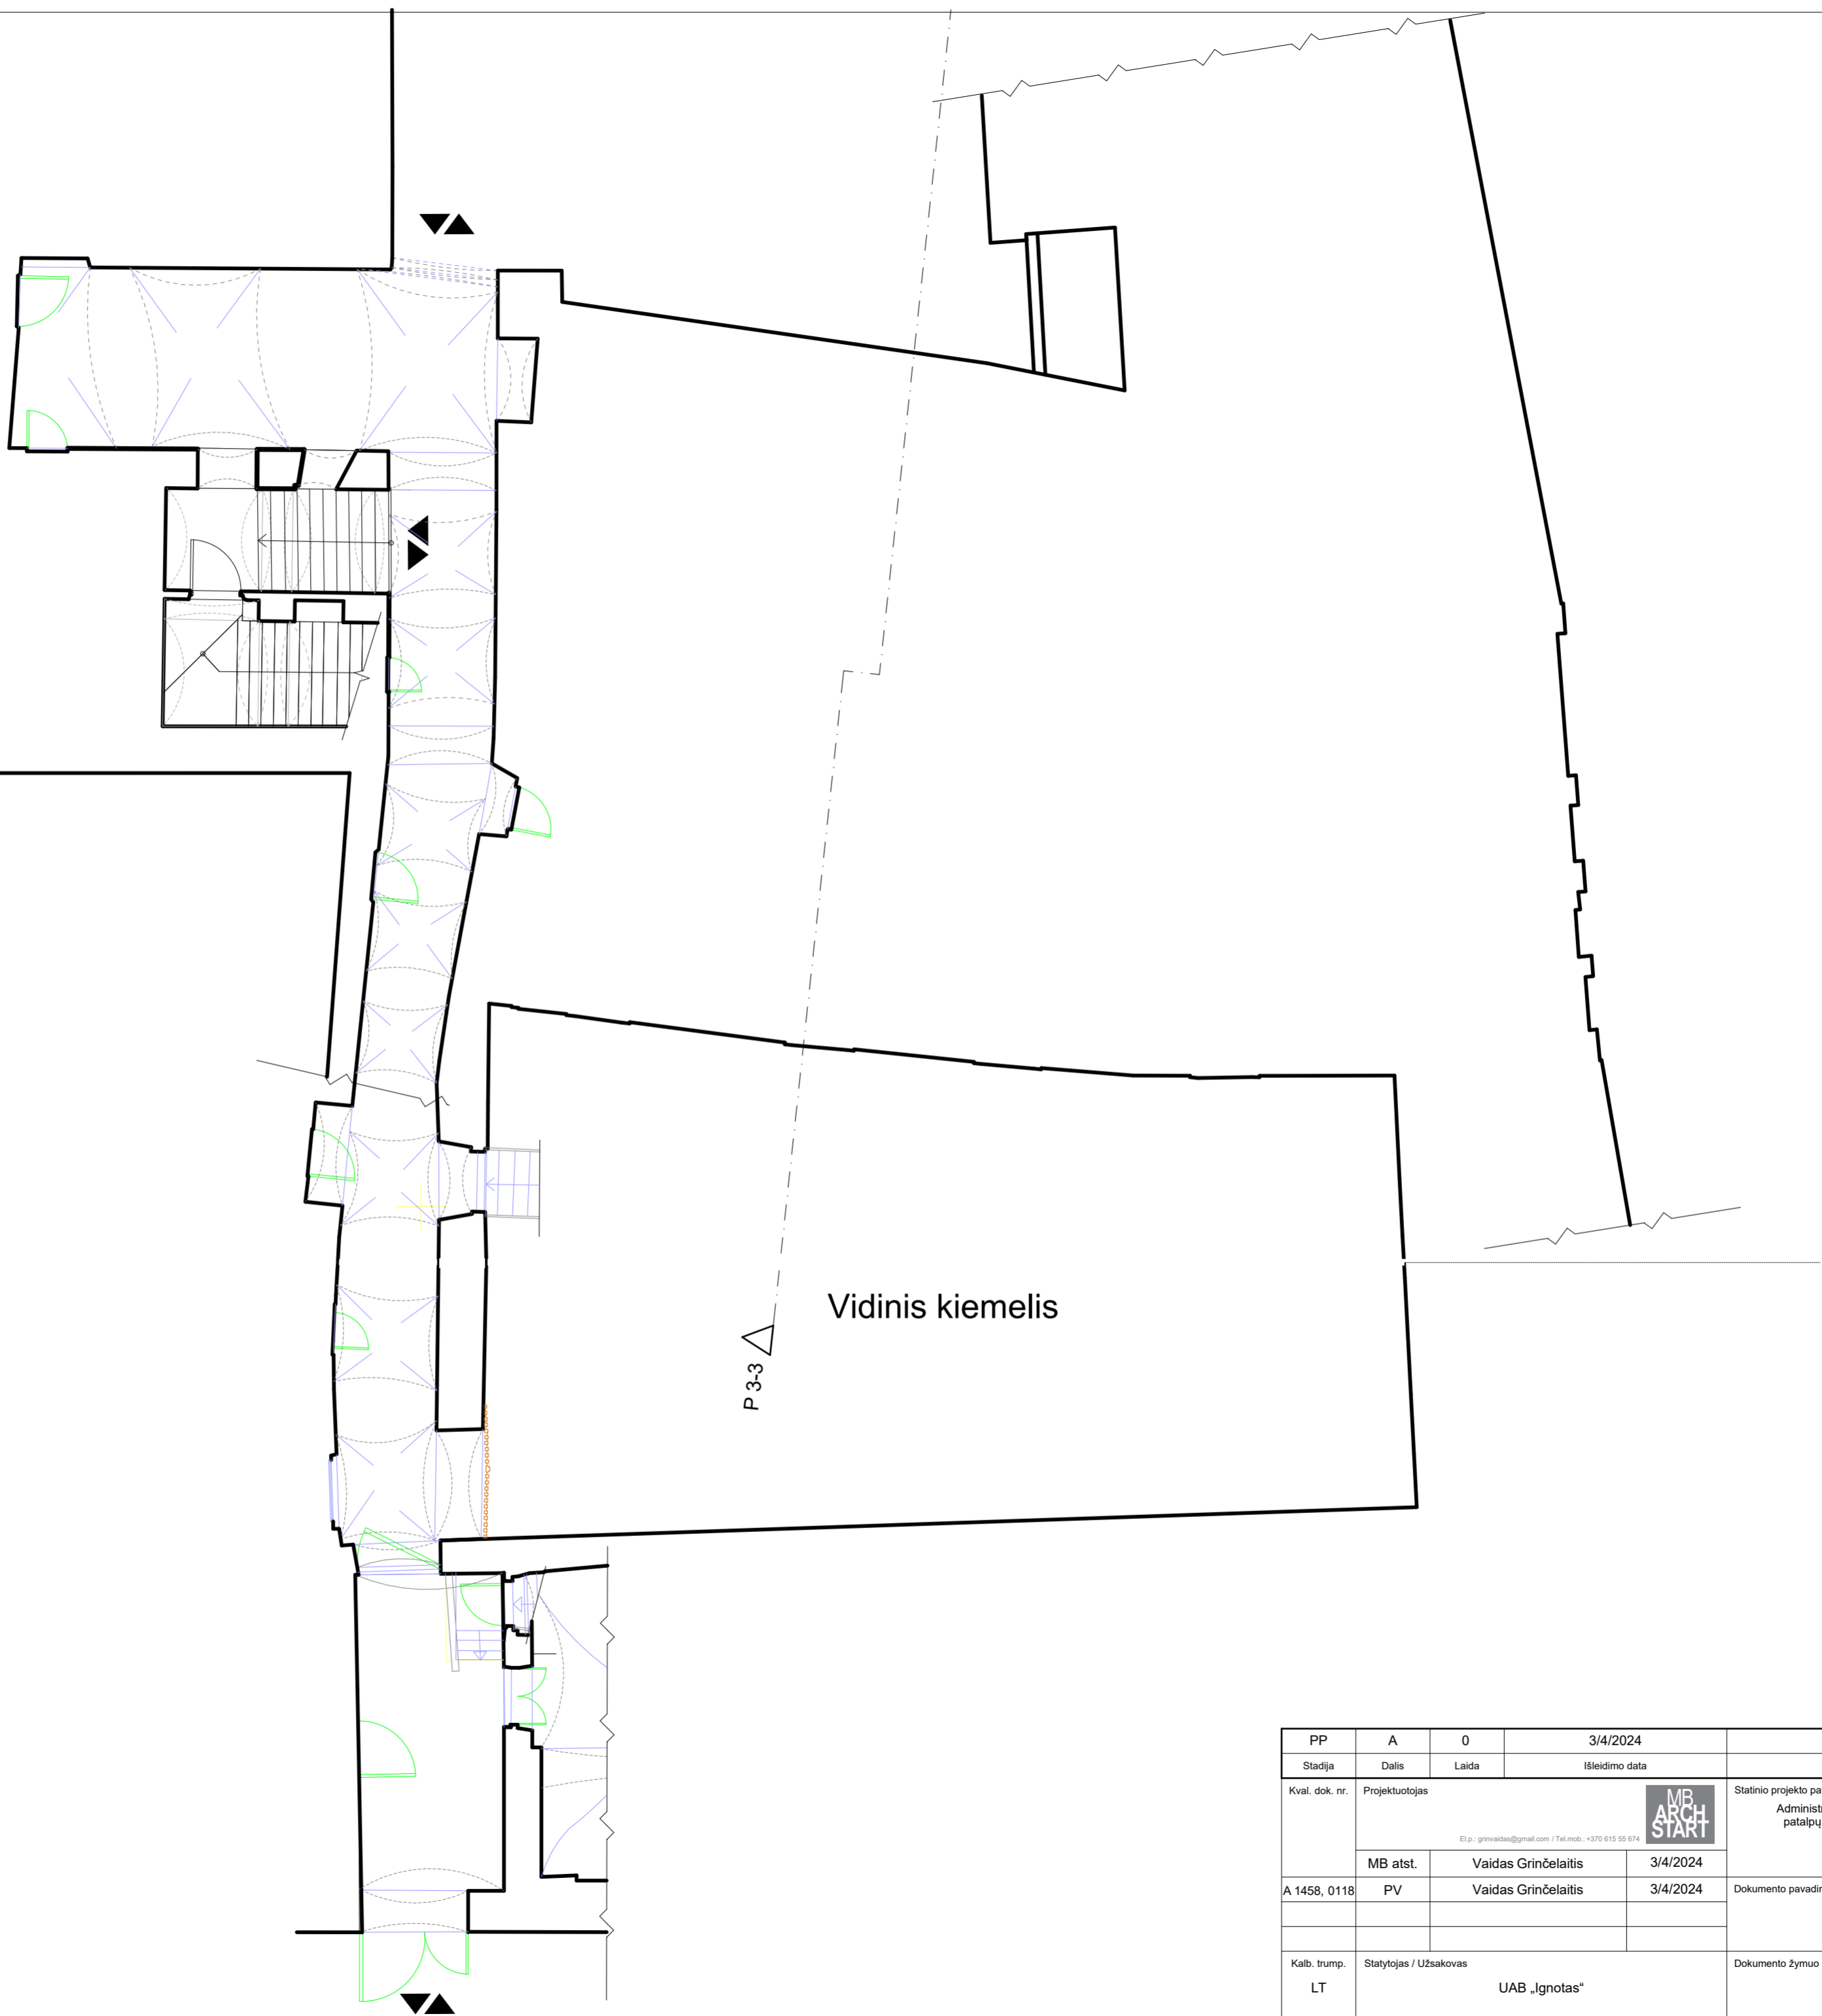 Vidinis kiemelis
P 3-3
PP A 0 3/4/2024
Stadija Dalis Laida Išleidimo data
Kval. dok. nr. Projektuotojas
MB
ARCH
START
El.p.: grinvaidas@gmail.com / Tel.mob.: +370 615 55 674
Statinio projekto pa
Administr
patalpų
MB atst. Vaidas Grinčelaitis 3/4/2024
A 1458, 0118 PV Vaidas Grinčelaitis 3/4/2024
Dokumento pavadin
Kalb. trump. Statytojas / Užsakovas
Dokumento žymuo
LT UAB „Ignotas“